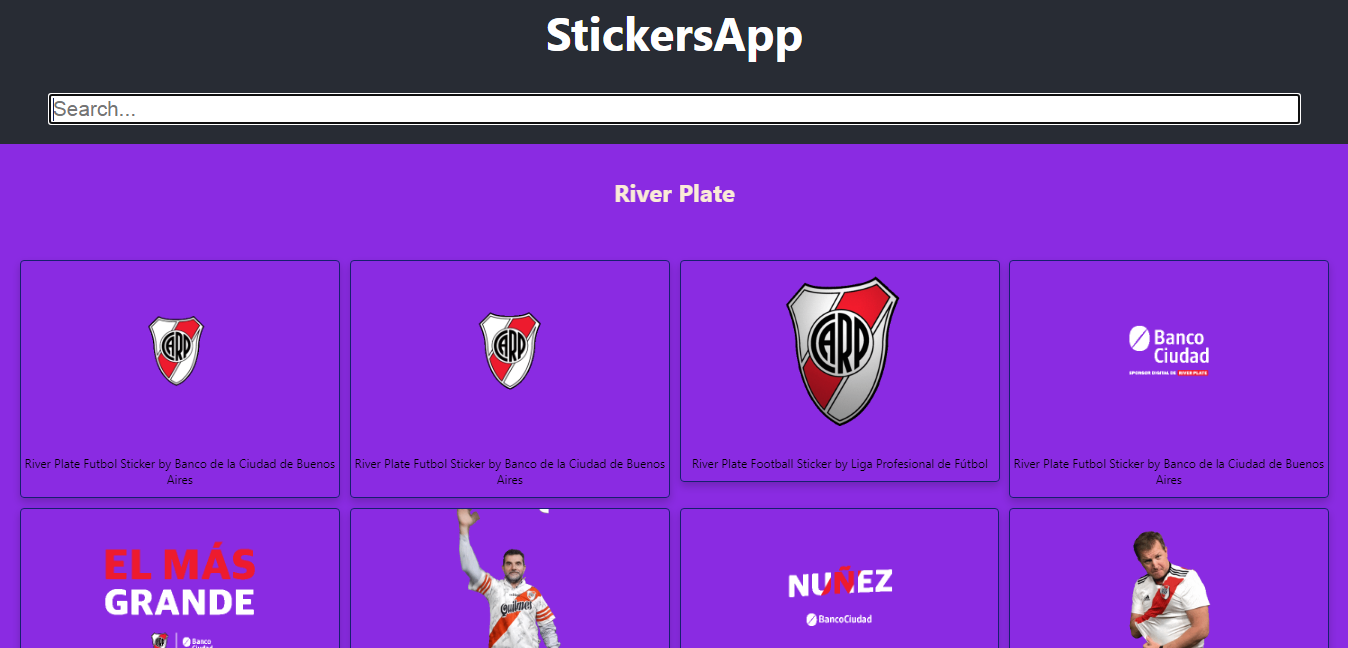 StickersApp
Search...
River Plate
CARP
CARP
CARP
Banco
Ciudad
SPONSOR DIGITAL DE RIVER PLATE
River Plate Futbol Sticker by Banco de la Ciudad de Buenos
Aires
River Plate Futbol Sticker by Banco de la Ciudad de Buenos
Aires
River Plate Football Sticker by Liga Profesional de Fútbol
River Plate Futbol Sticker by Banco de la Ciudad de Buenos
Aires
EL MÁS
GRANDE
Banco
Ciudad
Quilmes
NUÑEZ
BancoCiudad